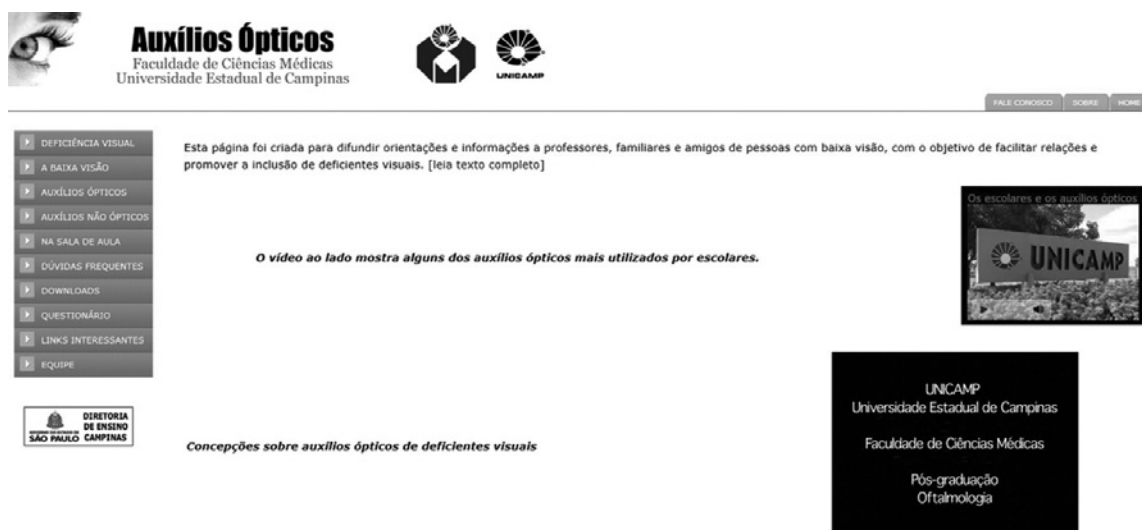 Auxílios Ópticos
Faculdade de Ciências Médicas
Universidade Estadual de Campinas
UNICAMP
FALE CONOSCO
SOBRE
HOME
DEFICIÊNCIA VISUAL
A BAIXA VISÃO
AUXÍLIOS ÓPTICOS
AUXÍLIOS NÃO ÓPTICOS
NA SALA DE AULA
DÚVIDAS FREQUENTES
DOWNLOADS
QUESTIONÁRIO
LINKS INTERESSANTES
EQUIPE
DIRETORIA
DE ENSINO
SÃO PAULO CAMPINAS
Esta página foi criada para difundir orientações e informações a professores, familiares e amigos de pessoas com baixa visão, com o objetivo de facilitar relações e
promover a inclusão de deficientes visuais. [leia texto completo]
Os escolares e os auxílios ópticos
UNICAMP
O vídeo ao lado mostra alguns dos auxílios ópticos mais utilizados por escolares.
UNICAMP
Universidade Estadual de Campinas
Faculdade de Ciências Médicas
Pós-graduação
Oftalmologia
Concepções sobre auxílios ópticos de deficientes visuais